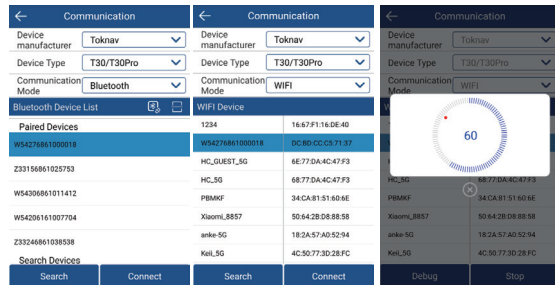 Communication
Device manufacturer
Toknav
Device Type
T30/T30Pro
Communication Mode
Bluetooth
Bluetooth Device List
Paired Devices
W54276861000018
Z33156861025753
W54306861011412
W54206161007704
Z33246861038538
Search Devices
Search Connect
Communication
Device manufacturer
Toknav
Device Type
T30/T30Pro
Communication Mode
WIFI
WIFI Device
1234 16:67:F1:16:DE:40
W54276861000018 DC:BD:CC:C5:71:37
HC_GUEST_5G 6E:77:DA:4C:47:F3
HC_5G 68:77:DA:4C:47:F3
PBMKF 34:CA:81:51:60:6E
Xiaomi_8857 50:64:2B:D8:88:58
anke-5G 18:2A:57:A0:52:94
Keii_5G 4C:50:77:3D:28:FC
Search Connect
Communication
Device manufacturer
Toknav
Device Type
T30/T30Pro
Communication Mode
WIFI
60
HC_5G 68:77:DA:4C:47:F3
PBMKF 34:CA:81:51:60:6E
Xiaomi_8857 50:64:2B:D8:88:58
anke-5G 18:2A:57:A0:52:94
Keii_5G 4C:50:77:3D:28:FC
Debug Stop